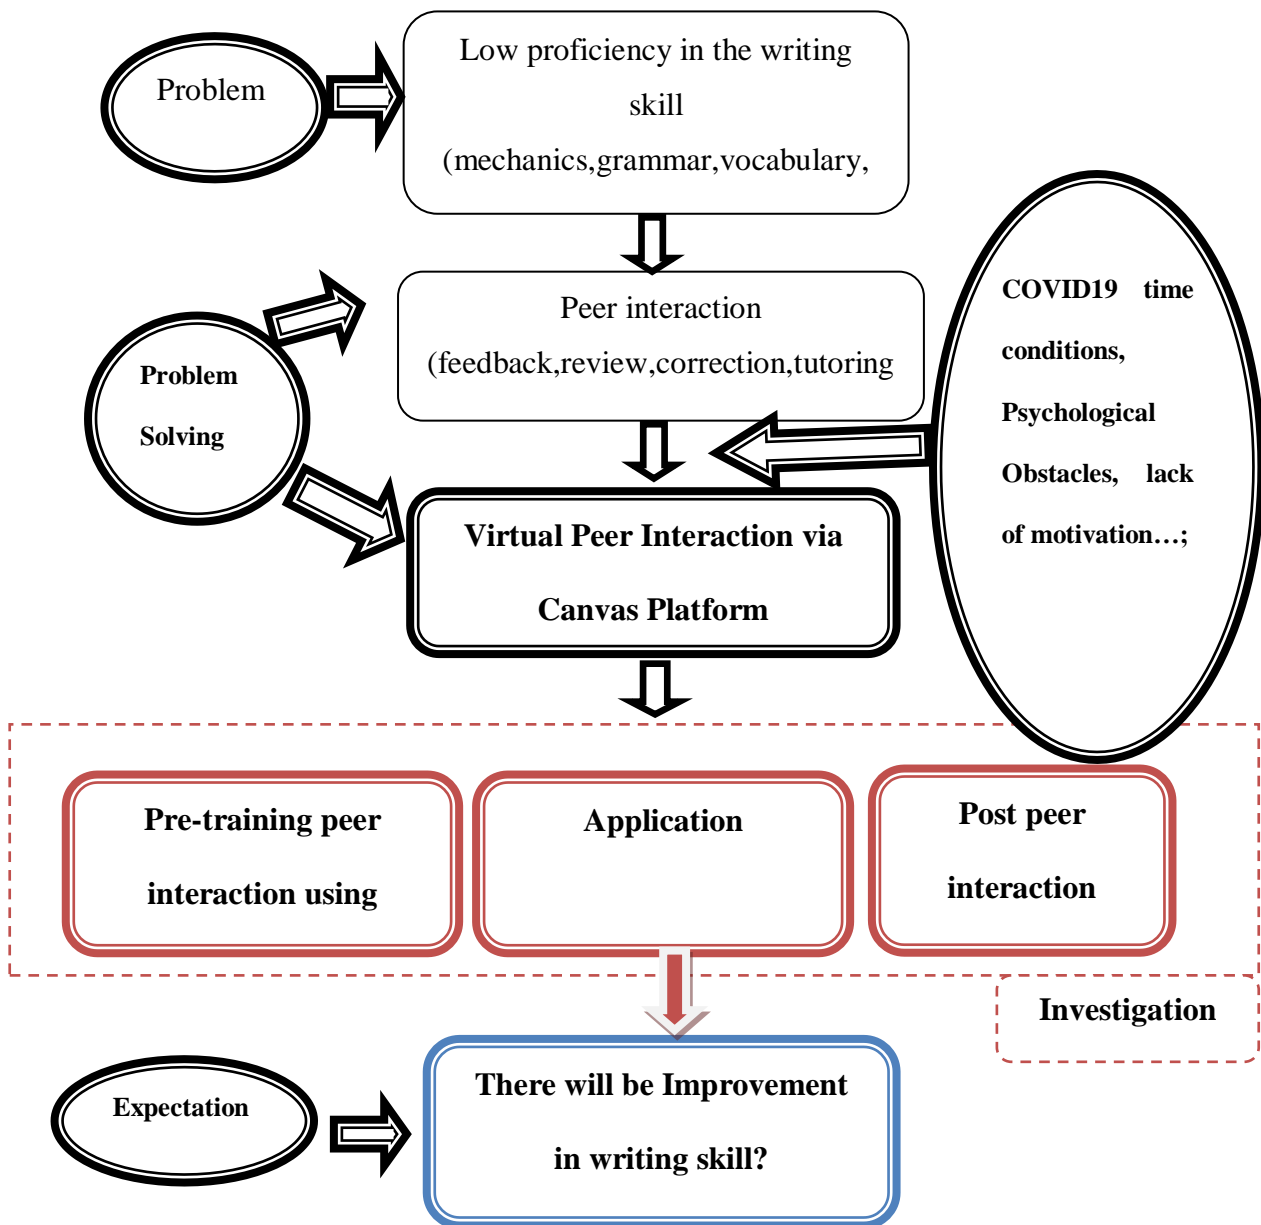 Problem
Low proficiency in the writing
skill
(mechanics,grammar,vocabulary,
Peer interaction
(feedback,review,correction,tutoring
Problem
Solving
COVID19 time
conditions,
Psychological
Obstacles, lack
of motivation…;
Virtual Peer Interaction via
Canvas Platform
Pre-training peer
interaction using
Application
Post peer
interaction
Investigation
Expectation
There will be Improvement
in writing skill?